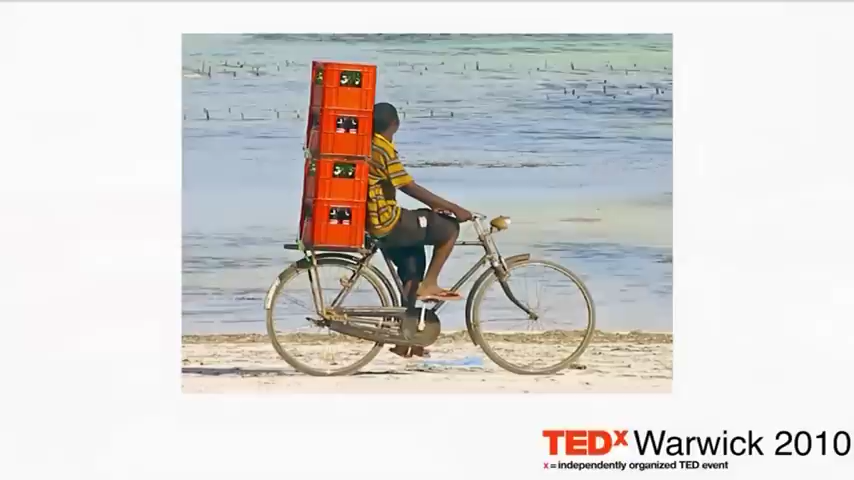 TEDx Warwick 2010
x = independently organized TED event